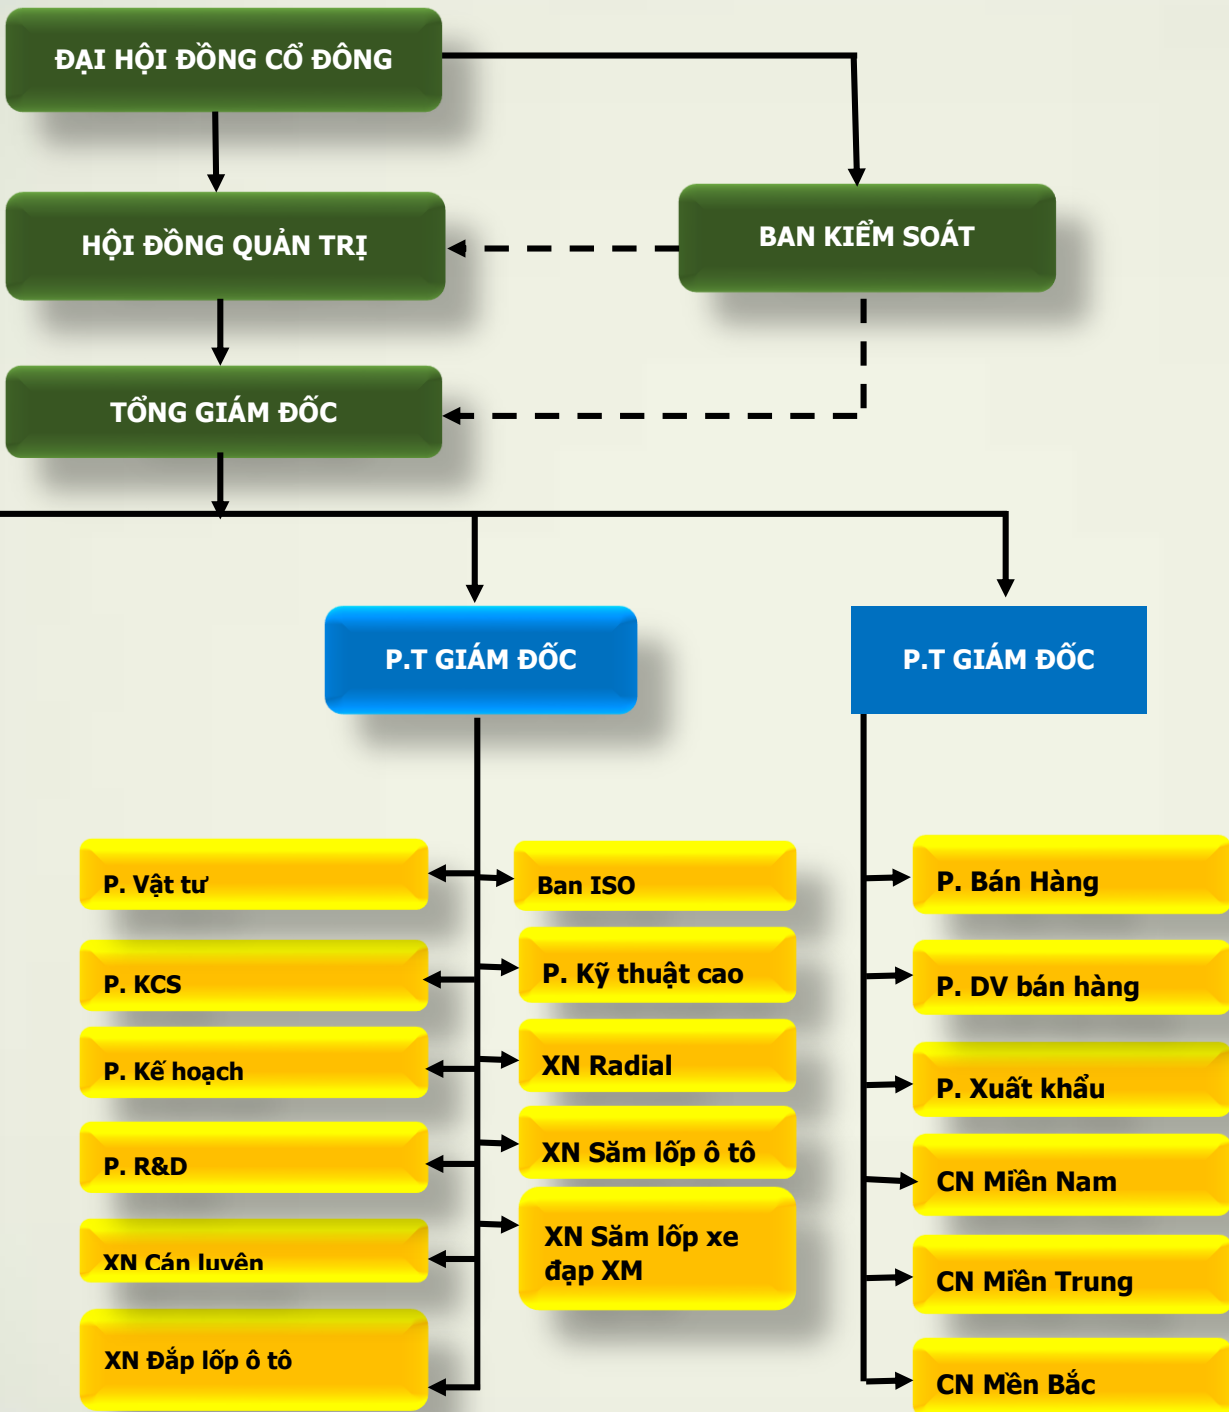 ĐẠI HỘI ĐỒNG CỔ ĐÔNG
HỘI ĐỒNG QUẢN TRỊ
BAN KIỂM SOÁT
TỔNG GIÁM ĐỐC
P.T GIÁM ĐỐC
P.T GIÁM ĐỐC
P. Vật tư
P. KCS
P. Kế hoạch
P. R&D
XN Cán luyện
XN Đắp lốp ô tô
Ban ISO
P. Kỹ thuật cao
XN Radial
XN Săm lốp ô tô
XN Săm lốp xe
đạp XM
P. Bán Hàng
P. DV bán hàng
P. Xuất khẩu
CN Miền Nam
CN Miền Trung
CN Mền Bắc